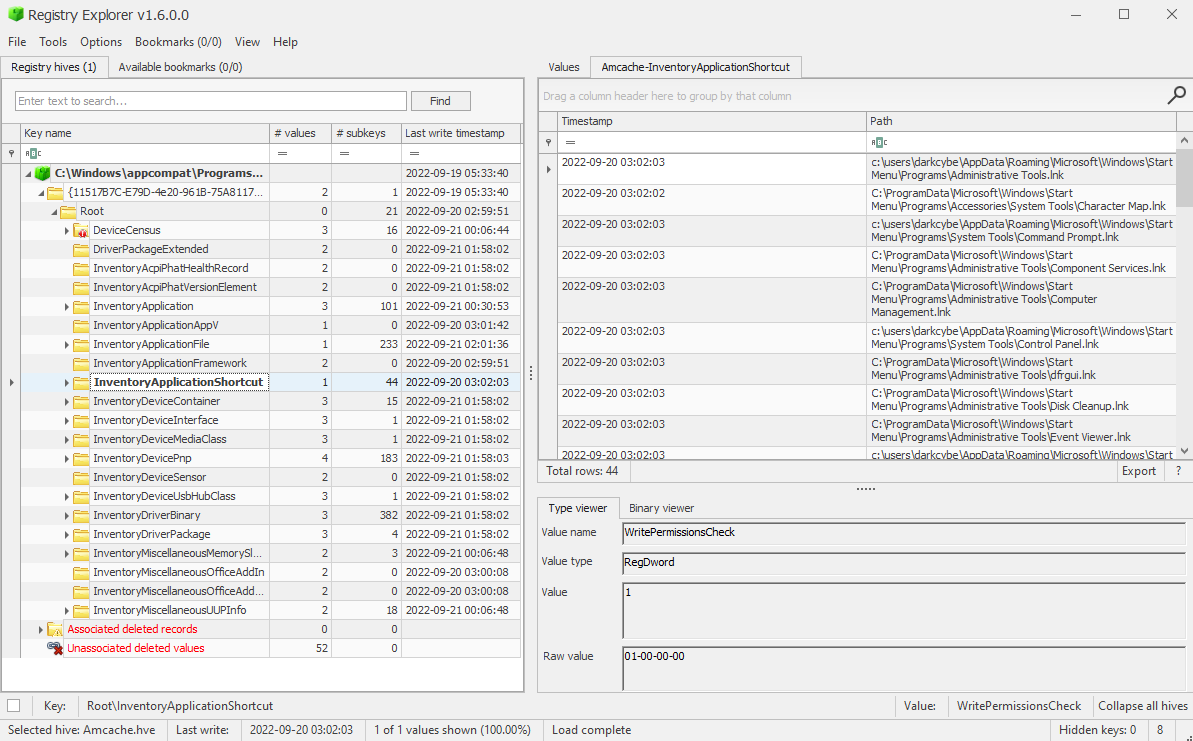 Registry Explorer v1.6.0.0
File Tools Options Bookmarks (0/0) View Help
Registry hives (1) Available bookmarks (0/0)
Enter text to search... Find
Key name # values # subkeys Last write timestamp
= = =
C:\Windows\appcompat\Programs... 2022-09-19 05:33:40
{11517B7C-E79D-4e20-961B-75A8117... 2 1 2022-09-19 05:33:40
Root 0 21 2022-09-20 02:59:51
DeviceCensus 3 16 2022-09-21 00:06:44
DriverPackageExtended 2 0 2022-09-21 01:58:02
InventoryAcpiPhatHealthRecord 2 0 2022-09-21 01:58:02
InventoryAcpiPhatVersionElement 2 0 2022-09-21 01:58:02
InventoryApplication 3 101 2022-09-21 00:30:53
InventoryApplicationAppV 1 0 2022-09-20 03:01:42
InventoryApplicationFile 1 233 2022-09-21 02:01:36
InventoryApplicationFramework 2 0 2022-09-20 02:59:51
InventoryApplicationShortcut 1 44 2022-09-20 03:02:03
InventoryDeviceContainer 3 15 2022-09-21 01:58:02
InventoryDeviceInterface 3 1 2022-09-21 01:58:02
InventoryDeviceMediaClass 3 1 2022-09-21 01:58:02
InventoryDevicePnp 4 183 2022-09-21 01:58:03
InventoryDeviceSensor 2 0 2022-09-21 01:58:02
InventoryDeviceUsbHubClass 3 1 2022-09-21 01:58:02
InventoryDriverBinary 3 382 2022-09-21 01:58:02
InventoryDriverPackage 3 4 2022-09-21 01:58:02
InventoryMiscellaneousMemorySl... 2 3 2022-09-21 00:06:48
InventoryMiscellaneousOfficeAddIn 2 0 2022-09-20 03:00:08
InventoryMiscellaneousOfficeAdd... 2 0 2022-09-20 03:00:08
InventoryMiscellaneousUUPInfo 2 18 2022-09-21 00:06:48
Associated deleted records 0 0
Unassociated deleted values 52 0
Values Amcache-InventoryApplicationShortcut
Drag a column header here to group by that column
Timestamp Path
=
2022-09-20 03:02:03 c:\users\darkcybe\AppData\Roaming\Microsoft\Windows\Start
Menu\Programs\Administrative Tools.lnk
2022-09-20 03:02:02 C:\ProgramData\Microsoft\Windows\Start
Menu\Programs\Accessories\System Tools\Character Map.lnk
2022-09-20 03:02:03 c:\users\darkcybe\AppData\Roaming\Microsoft\Windows\Start
Menu\Programs\System Tools\Command Prompt.lnk
2022-09-20 03:02:03 C:\ProgramData\Microsoft\Windows\Start
Menu\Programs\Administrative Tools\Component Services.lnk
2022-09-20 03:02:03 C:\ProgramData\Microsoft\Windows\Start
Menu\Programs\Administrative Tools\Computer
Management.lnk
2022-09-20 03:02:03 c:\users\darkcybe\AppData\Roaming\Microsoft\Windows\Start
Menu\Programs\System Tools\Control Panel.lnk
2022-09-20 03:02:03 C:\ProgramData\Microsoft\Windows\Start
Menu\Programs\Administrative Tools\dfrgui.lnk
2022-09-20 03:02:03 C:\ProgramData\Microsoft\Windows\Start
Menu\Programs\Administrative Tools\Disk Cleanup.lnk
2022-09-20 03:02:03 C:\ProgramData\Microsoft\Windows\Start
Menu\Programs\Administrative Tools\Event Viewer.lnk
2022-09-20 03:02:03 c:\users\darkcybe\AppData\Roaming\Microsoft\Windows\Start
Total rows: 44 Export ?
Type viewer Binary viewer
Value name WritePermissionsCheck
Value type RegDword
Value 1
Raw value 01-00-00-00
Key: Root\InventoryApplicationShortcut Value: WritePermissionsCheck Collapse all hives
Selected hive: Amcache.hve Last write: 2022-09-20 03:02:03 1 of 1 values shown (100.00%) Load complete Hidden keys: 0 8